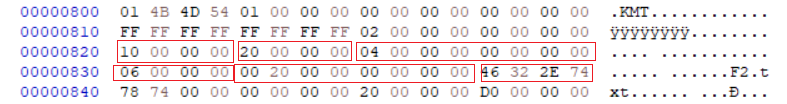 00000800 01 4B 4D 54 01 00 00 00 00 00 00 00 00 00 00 00 .KMT............
00000810 FF FF FF FF FF FF FF FF 02 00 00 00 00 00 00 00 ÿÿÿÿÿÿÿÿ........
00000820 10 00 00 00 20 00 00 00 04 00 00 00 00 00 00 00 .... ...........
00000830 06 00 00 00 00 20 00 00 00 00 00 00 46 32 2E 74 ..... ......F2.t
00000840 78 74 00 00 00 00 00 00 20 00 00 00 D0 00 00 00 xt...... ...Ð...